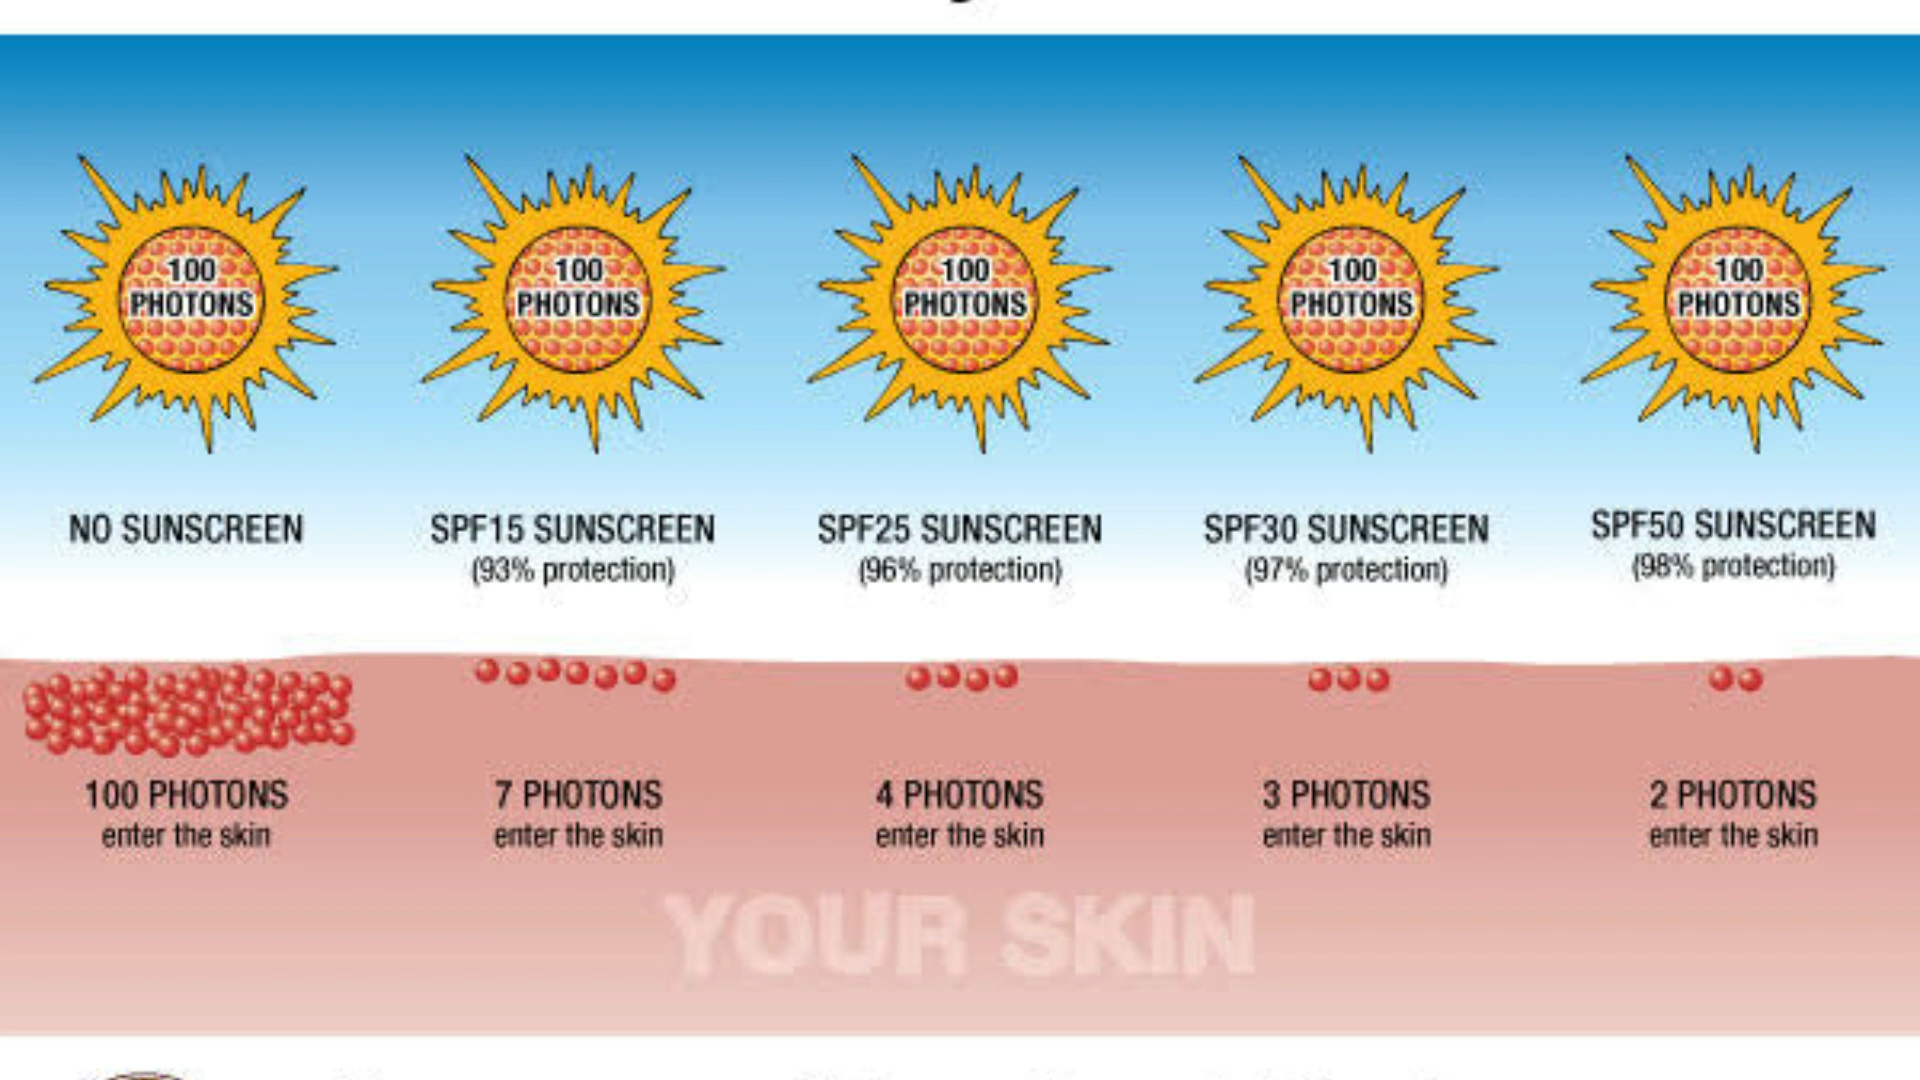 100
PHOTONS
100
PHOTONS
100
PHOTONS
100
PHOTONS
100
PHOTONS
NO SUNSCREEN
SPF15 SUNSCREEN
(93% protection)
SPF25 SUNSCREEN
(96% protection)
SPF30 SUNSCREEN
(97% protection)
SPF50 SUNSCREEN
(98% protection)
100 PHOTONS
enter the skin
7 PHOTONS
enter the skin
4 PHOTONS
enter the skin
3 PHOTONS
enter the skin
2 PHOTONS
enter the skin
YOUR SKIN